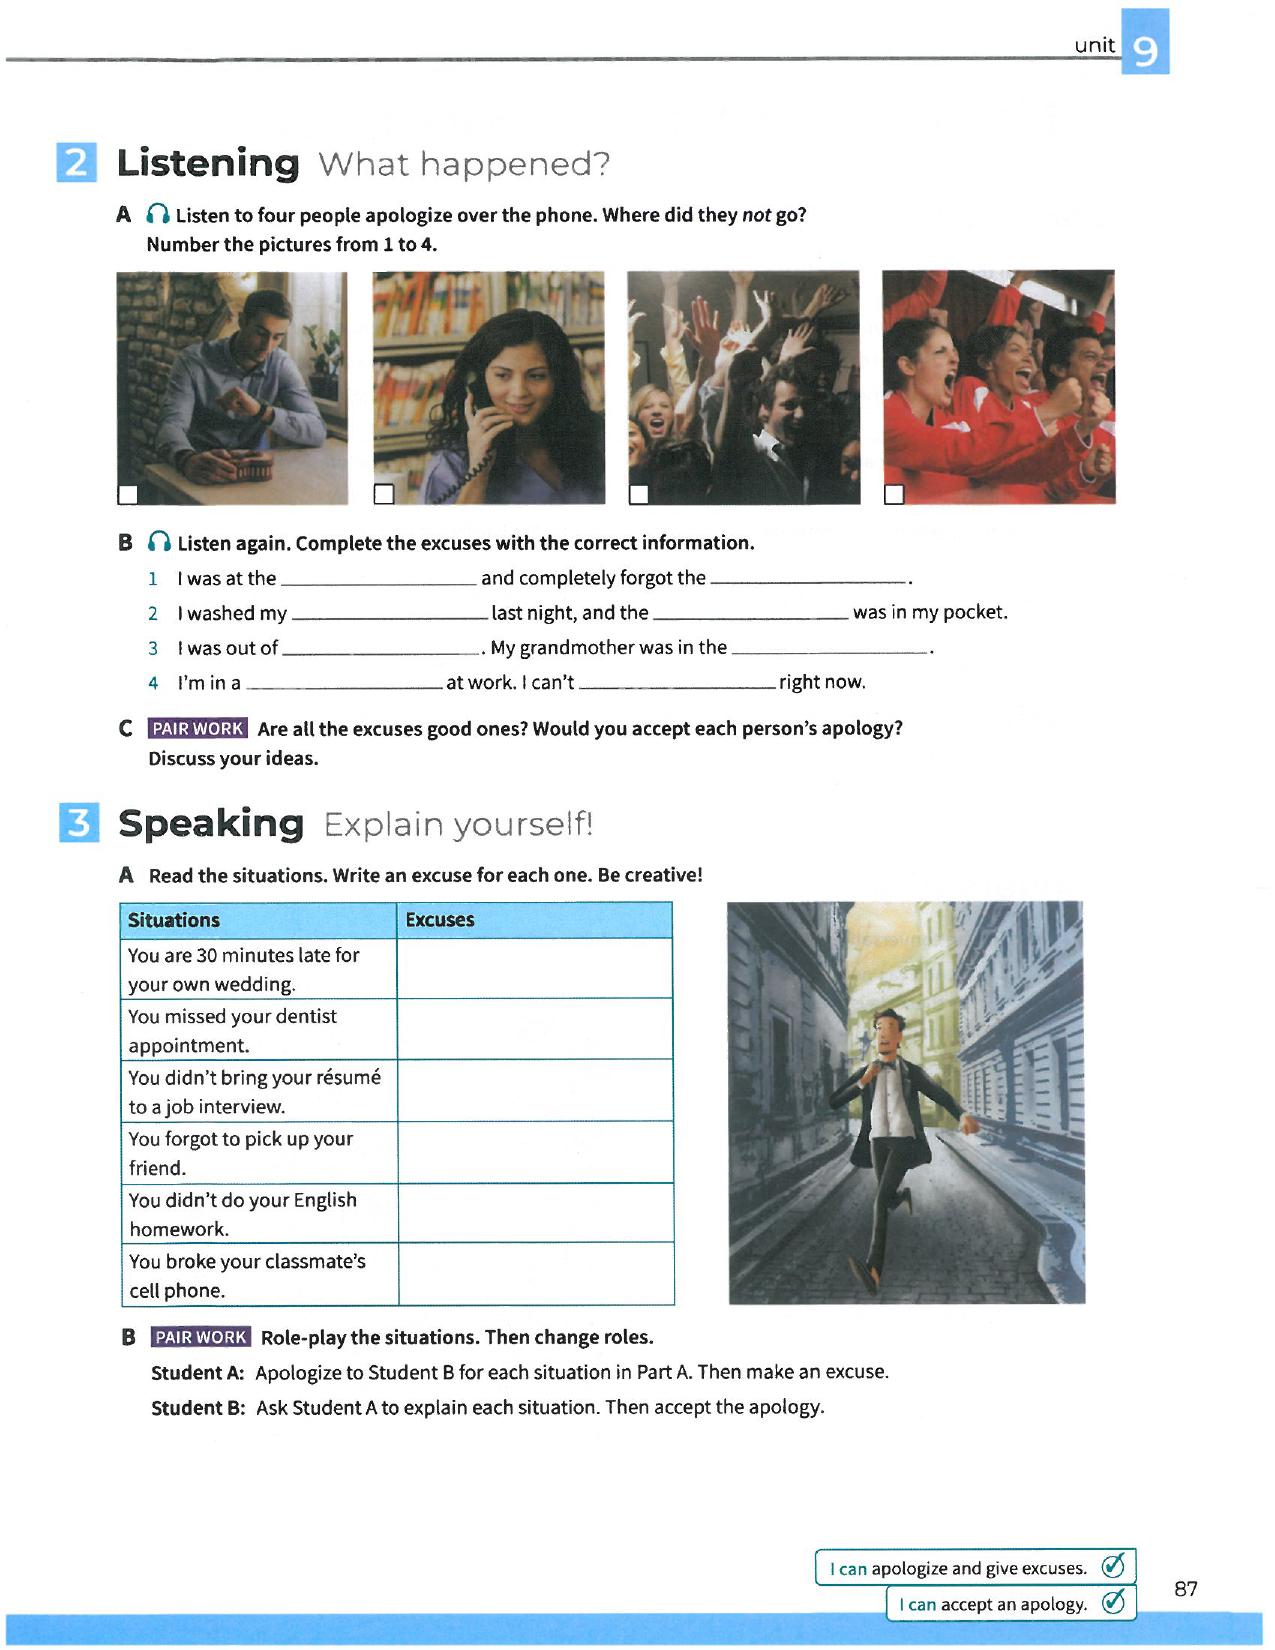 unit 9
2 Listening What happened?
A Listen to four people apologize over the phone. Where did they not go?
Number the pictures from 1 to 4.
B Listen again. Complete the excuses with the correct information.
1 I was at the ____________ and completely forgot the ____________.
2 I washed my ____________ last night, and the ____________ was in my pocket.
3 I was out of ____________. My grandmother was in the ____________.
4 I'm in a ____________ at work. I can't ____________ right now.
C PAIR WORK Are all the excuses good ones? Would you accept each person's apology?
Discuss your ideas.
3 Speaking Explain yourself!
A Read the situations. Write an excuse for each one. Be creative!
Situations Excuses
You are 30 minutes late for
your own wedding.
You missed your dentist
appointment.
You didn't bring your résumé
to a job interview.
You forgot to pick up your
friend.
You didn't do your English
homework.
You broke your classmate's
cell phone.
B PAIR WORK Role-play the situations. Then change roles.
Student A: Apologize to Student B for each situation in Part A. Then make an excuse.
Student B: Ask Student A to explain each situation. Then accept the apology.
I can apologize and give excuses.
I can accept an apology.
87